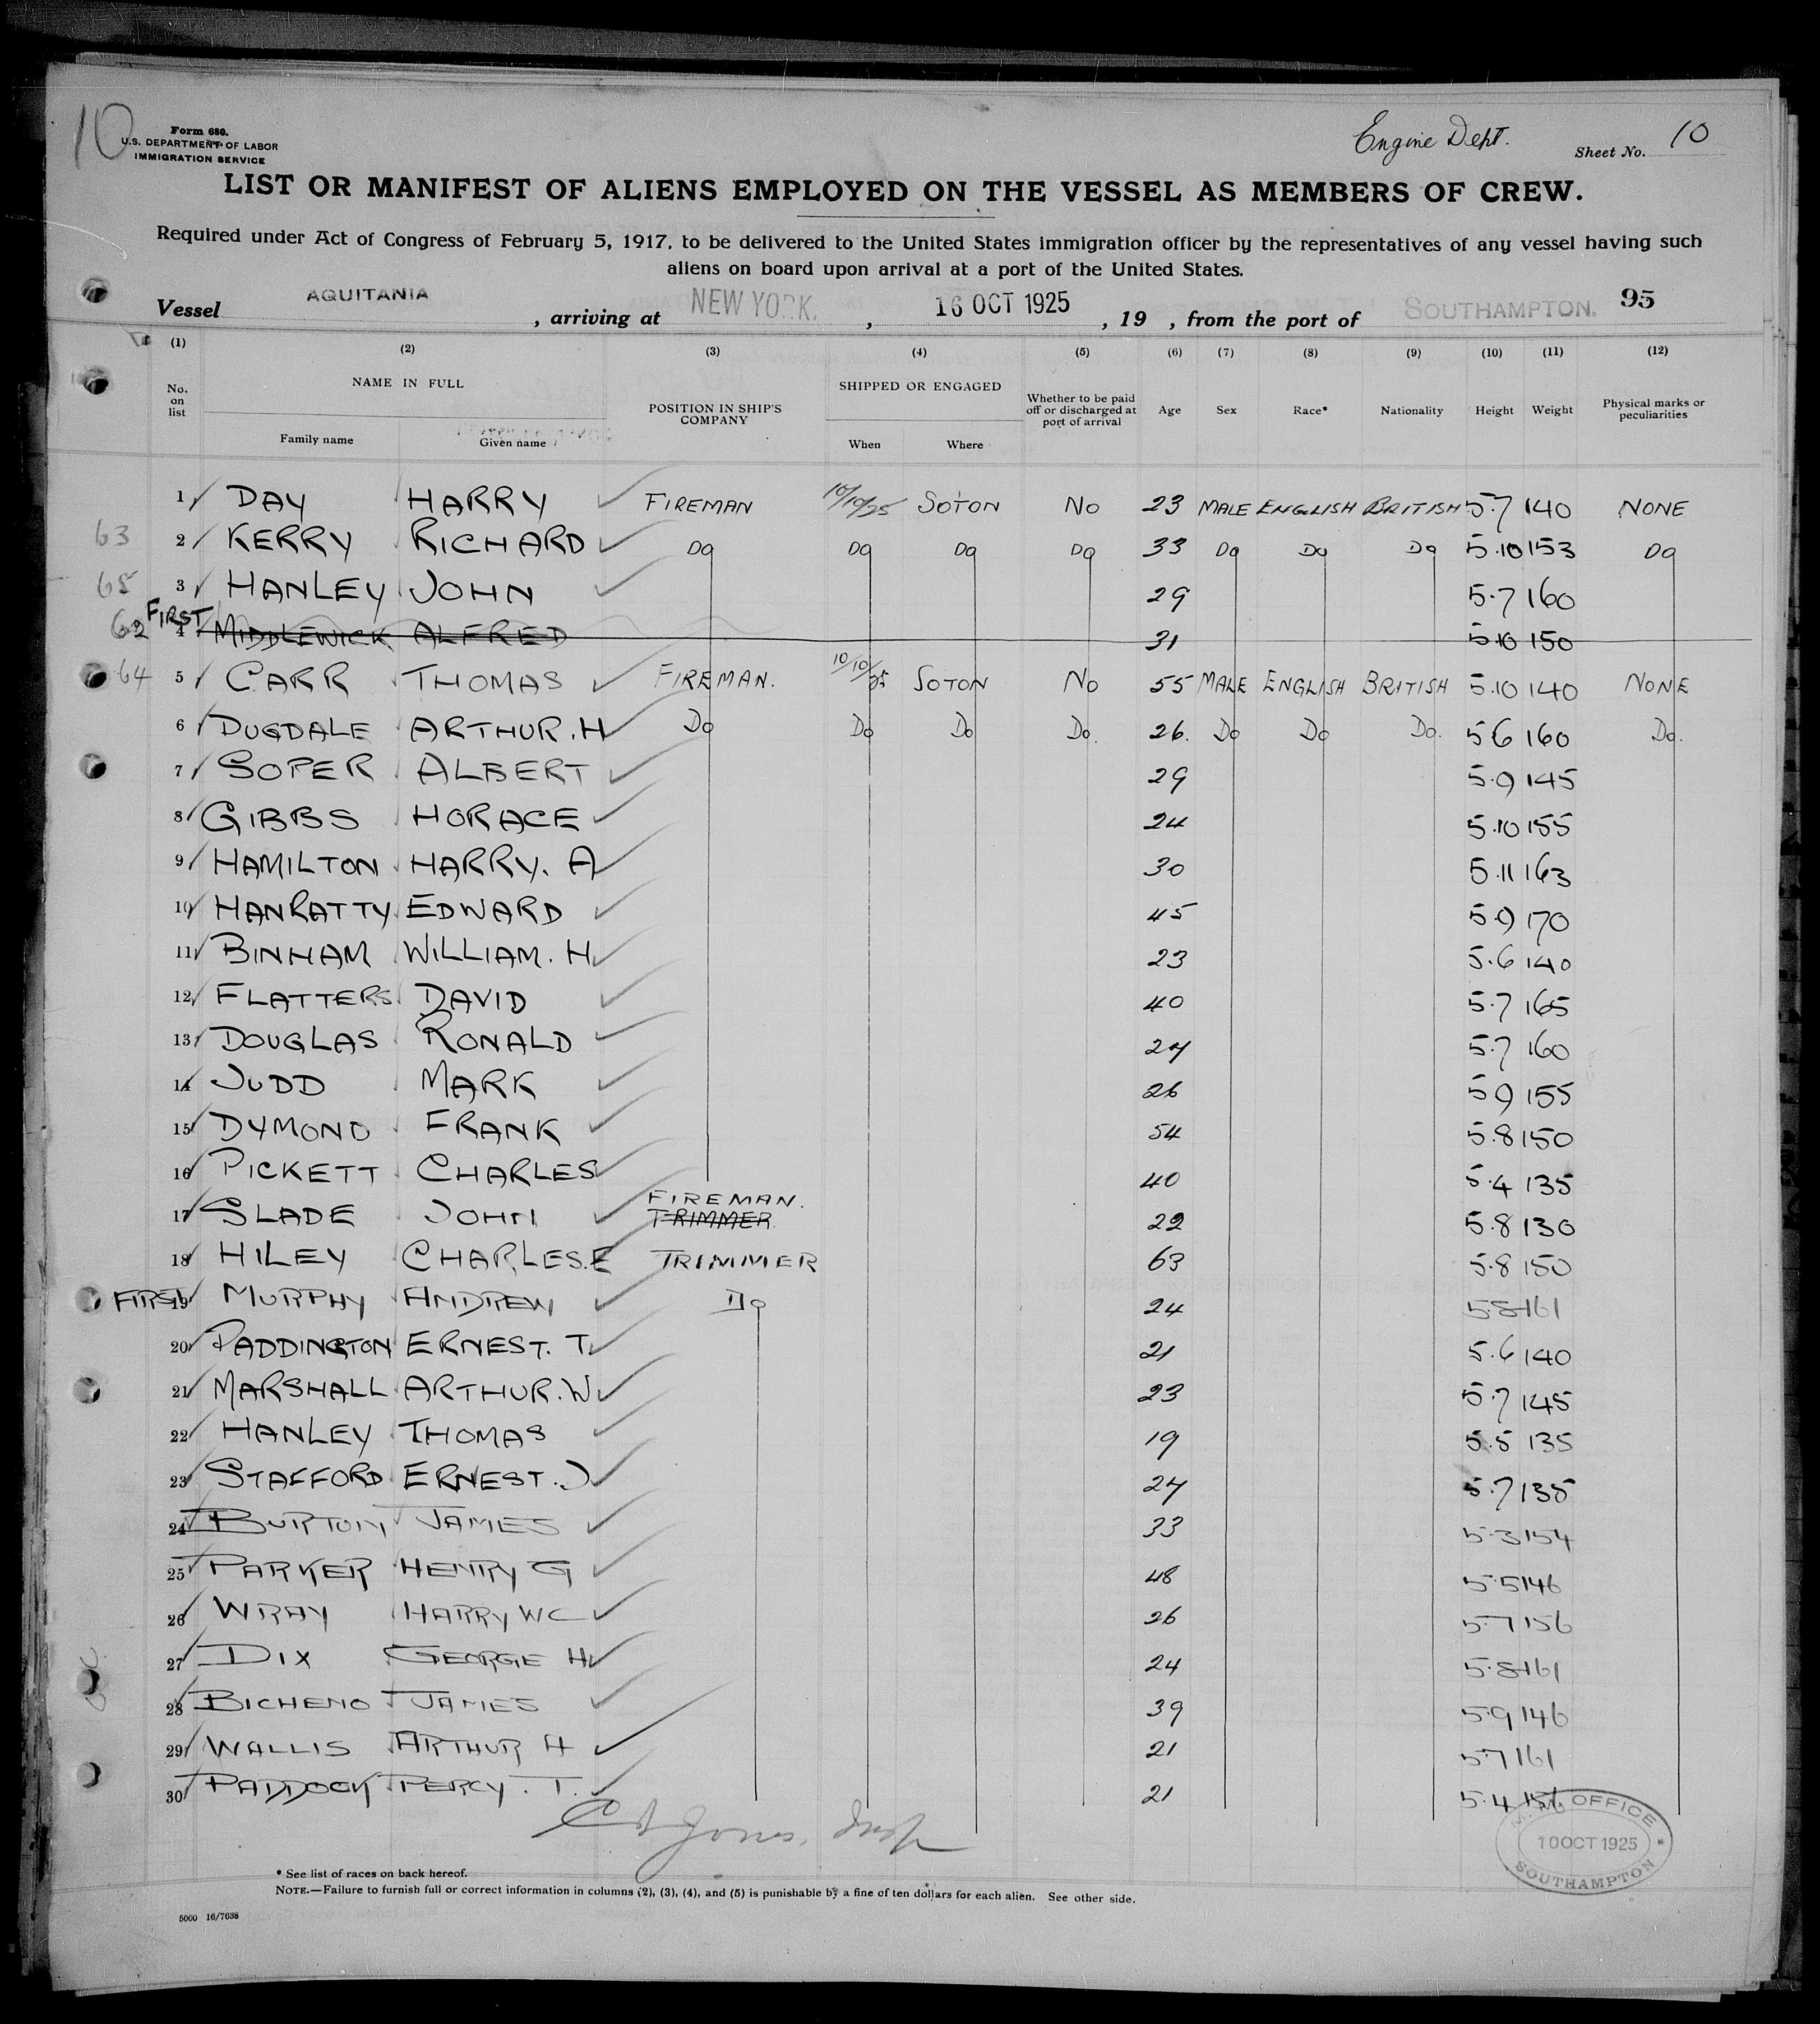 10
Form 680.
U.S. DEPARTMENT OF LABOR
IMMIGRATION SERVICE
Engine Dept.
Sheet No. 10
LIST OR MANIFEST OF ALIENS EMPLOYED ON THE VESSEL AS MEMBERS OF CREW.
Required under Act of Congress of February 5, 1917, to be delivered to the United States immigration officer by the representatives of any vessel having such
aliens on board upon arrival at a port of the United States.
Vessel AQUITANIA , arriving at NEW YORK. , 16 OCT 1925 , 19 , from the port of SOUTHAMPTON. 95
(1) (2) (3) (4) (5) (6) (7) (8) (9) (10) (11) (12)
No. on list NAME IN FULL Family name Given name POSITION IN SHIP'S COMPANY SHIPPED OR ENGAGED When Where Whether to be paid off or discharged at port of arrival Age Sex Race* Nationality Height Weight Physical marks or peculiarities
1 DAY HARRY FIREMAN 10/10/25 SOTON NO 23 MALE ENGLISH BRITISH 5.7 140 NONE
63 2 KERRY RICHARD DO DO DO DO 33 DO DO DO 5.10 153 DO
65 3 HANLEY JOHN 29 5.7 160
62 FIRST 4 MIDDLEWICK ALFRED 31 5.10 150
64 5 CARR THOMAS FIREMAN. 10/10/25 SOTON NO 55 MALE ENGLISH BRITISH 5.10 140 NONE
6 DUGDALE ARTHUR.H DO DO DO DO. 26. DO DO DO. 5.6 160 DO.
7 SOPER ALBERT 29 5.9 145
8 GIBBS HORACE 24 5.10 155
9 HAMILTON HARRY. A 30 5.11 163
10 HANRATTY EDWARD 45 5.9 170
11 BINHAM WILLIAM. H 23 5.6 140
12 FLATTERS DAVID 40 5.7 165
13 DOUGLAS RONALD 24 5.7 160
14 JUDD MARK 26 5.9 155
15 DYMOND FRANK 54 5.8 150
16 PICKETT CHARLES 40 5.4 135
17 SLADE JOHN FIREMAN. TRIMMER 22 5.8 130
18 HILEY CHARLES.E TRIMMER 63 5.8 150
FIRST 19 MURPHY ANDREW DO 24 5.8 161
20 PADDINGTON ERNEST. T. 21 5.6 140
21 MARSHALL ARTHUR.W 23 5.7 145
22 HANLEY THOMAS 19 5.5 135
23 STAFFORD ERNEST.J 24 5.7 135
24 BURTON JAMES 33 5.3 154
25 PARKER HENRY G 48 5.5 146
26 WRAY HARRY WC 26 5.7 156
27 DIX GEORGE H 24 5.8 161
28 BICHENO JAMES 39 5.9 146
29 WALLIS ARTHUR H 21 5.7 161
30 PADDOCK PERCY. T. 21 5.4 156
Jones, Insp
OFFICE
10 OCT 1925
SOUTHAMPTON
* See list of races on back hereof.
NOTE.—Failure to furnish full or correct information in columns (2), (3), (4), and (5) is punishable by a fine of ten dollars for each alien. See other side.
5000 16/7638